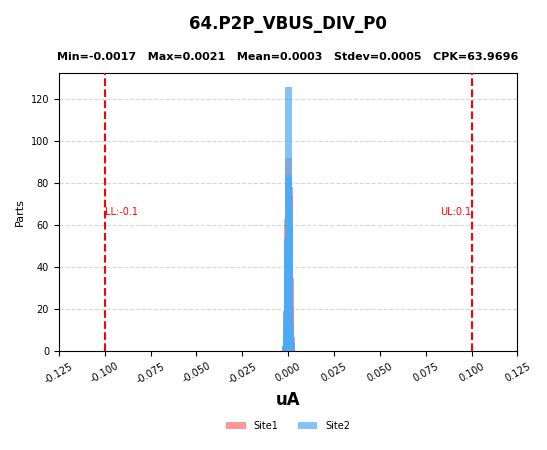 64.P2P_VBUS_DIV_P0
Min=-0.0017 Max=0.0021 Mean=0.0003 Stdev=0.0005 CPK=63.9696
120
100
80
60
40
20
0
Parts
LL:-0.1
UL:0.1
-0.125 -0.100 -0.075 -0.050 -0.025 0.000 0.025 0.050 0.075 0.100 0.125
uA
Site1 Site2